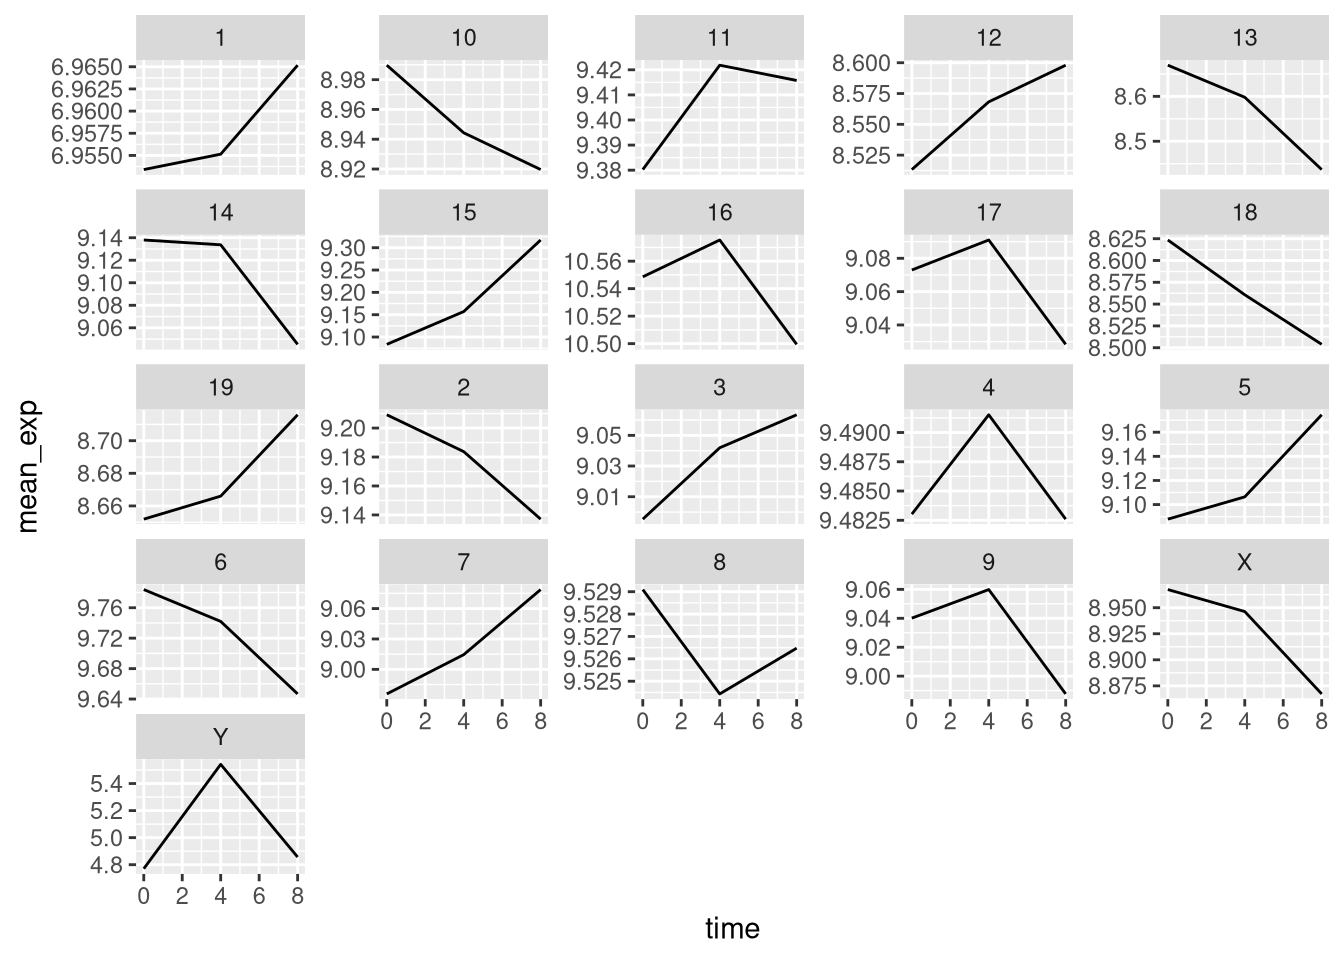 1 10 11 12 13
6.9650 8.98 9.42 8.600 8.6
6.9625 8.96 9.41 8.575 8.5
6.9600 8.94 9.40 8.550
6.9575 8.92 9.39 8.525
6.9550 9.38
14 15 16 17 18
9.14 9.30 10.56 9.08 8.625
9.12 9.25 10.54 9.06 8.600
9.10 9.20 10.52 9.04 8.575
9.08 9.15 10.50 8.550
9.06 9.10 8.525
8.500
19 2 3 4 5
8.70 9.20 9.05 9.4900 9.16
8.68 9.18 9.03 9.4875 9.14
8.66 9.16 9.01 9.4850 9.12
9.14 9.4825 9.10
mean_exp
6 7 8 9 X
9.76 9.06 9.529 9.06 8.950
9.72 9.03 9.528 9.04 8.925
9.68 9.00 9.527 9.02 8.900
9.64 9.526 9.00 8.875
9.525
0 2 4 6 8 0 2 4 6 8 0 2 4 6 8 0 2 4 6 8
Y
5.4
5.2
5.0
4.8
0 2 4 6 8
time